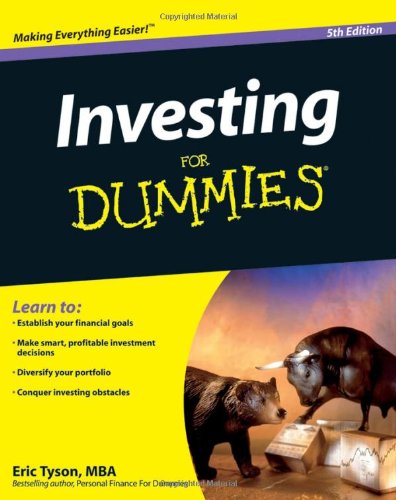 Making Everything Easier!™
5th Edition
Investing
FOR
DUMMIES®
Learn to:
• Establish your financial goals
• Make smart, profitable investment
decisions
• Diversify your portfolio
• Conquer investing obstacles
Eric Tyson, MBA
Bestselling author, Personal Finance For Dummies